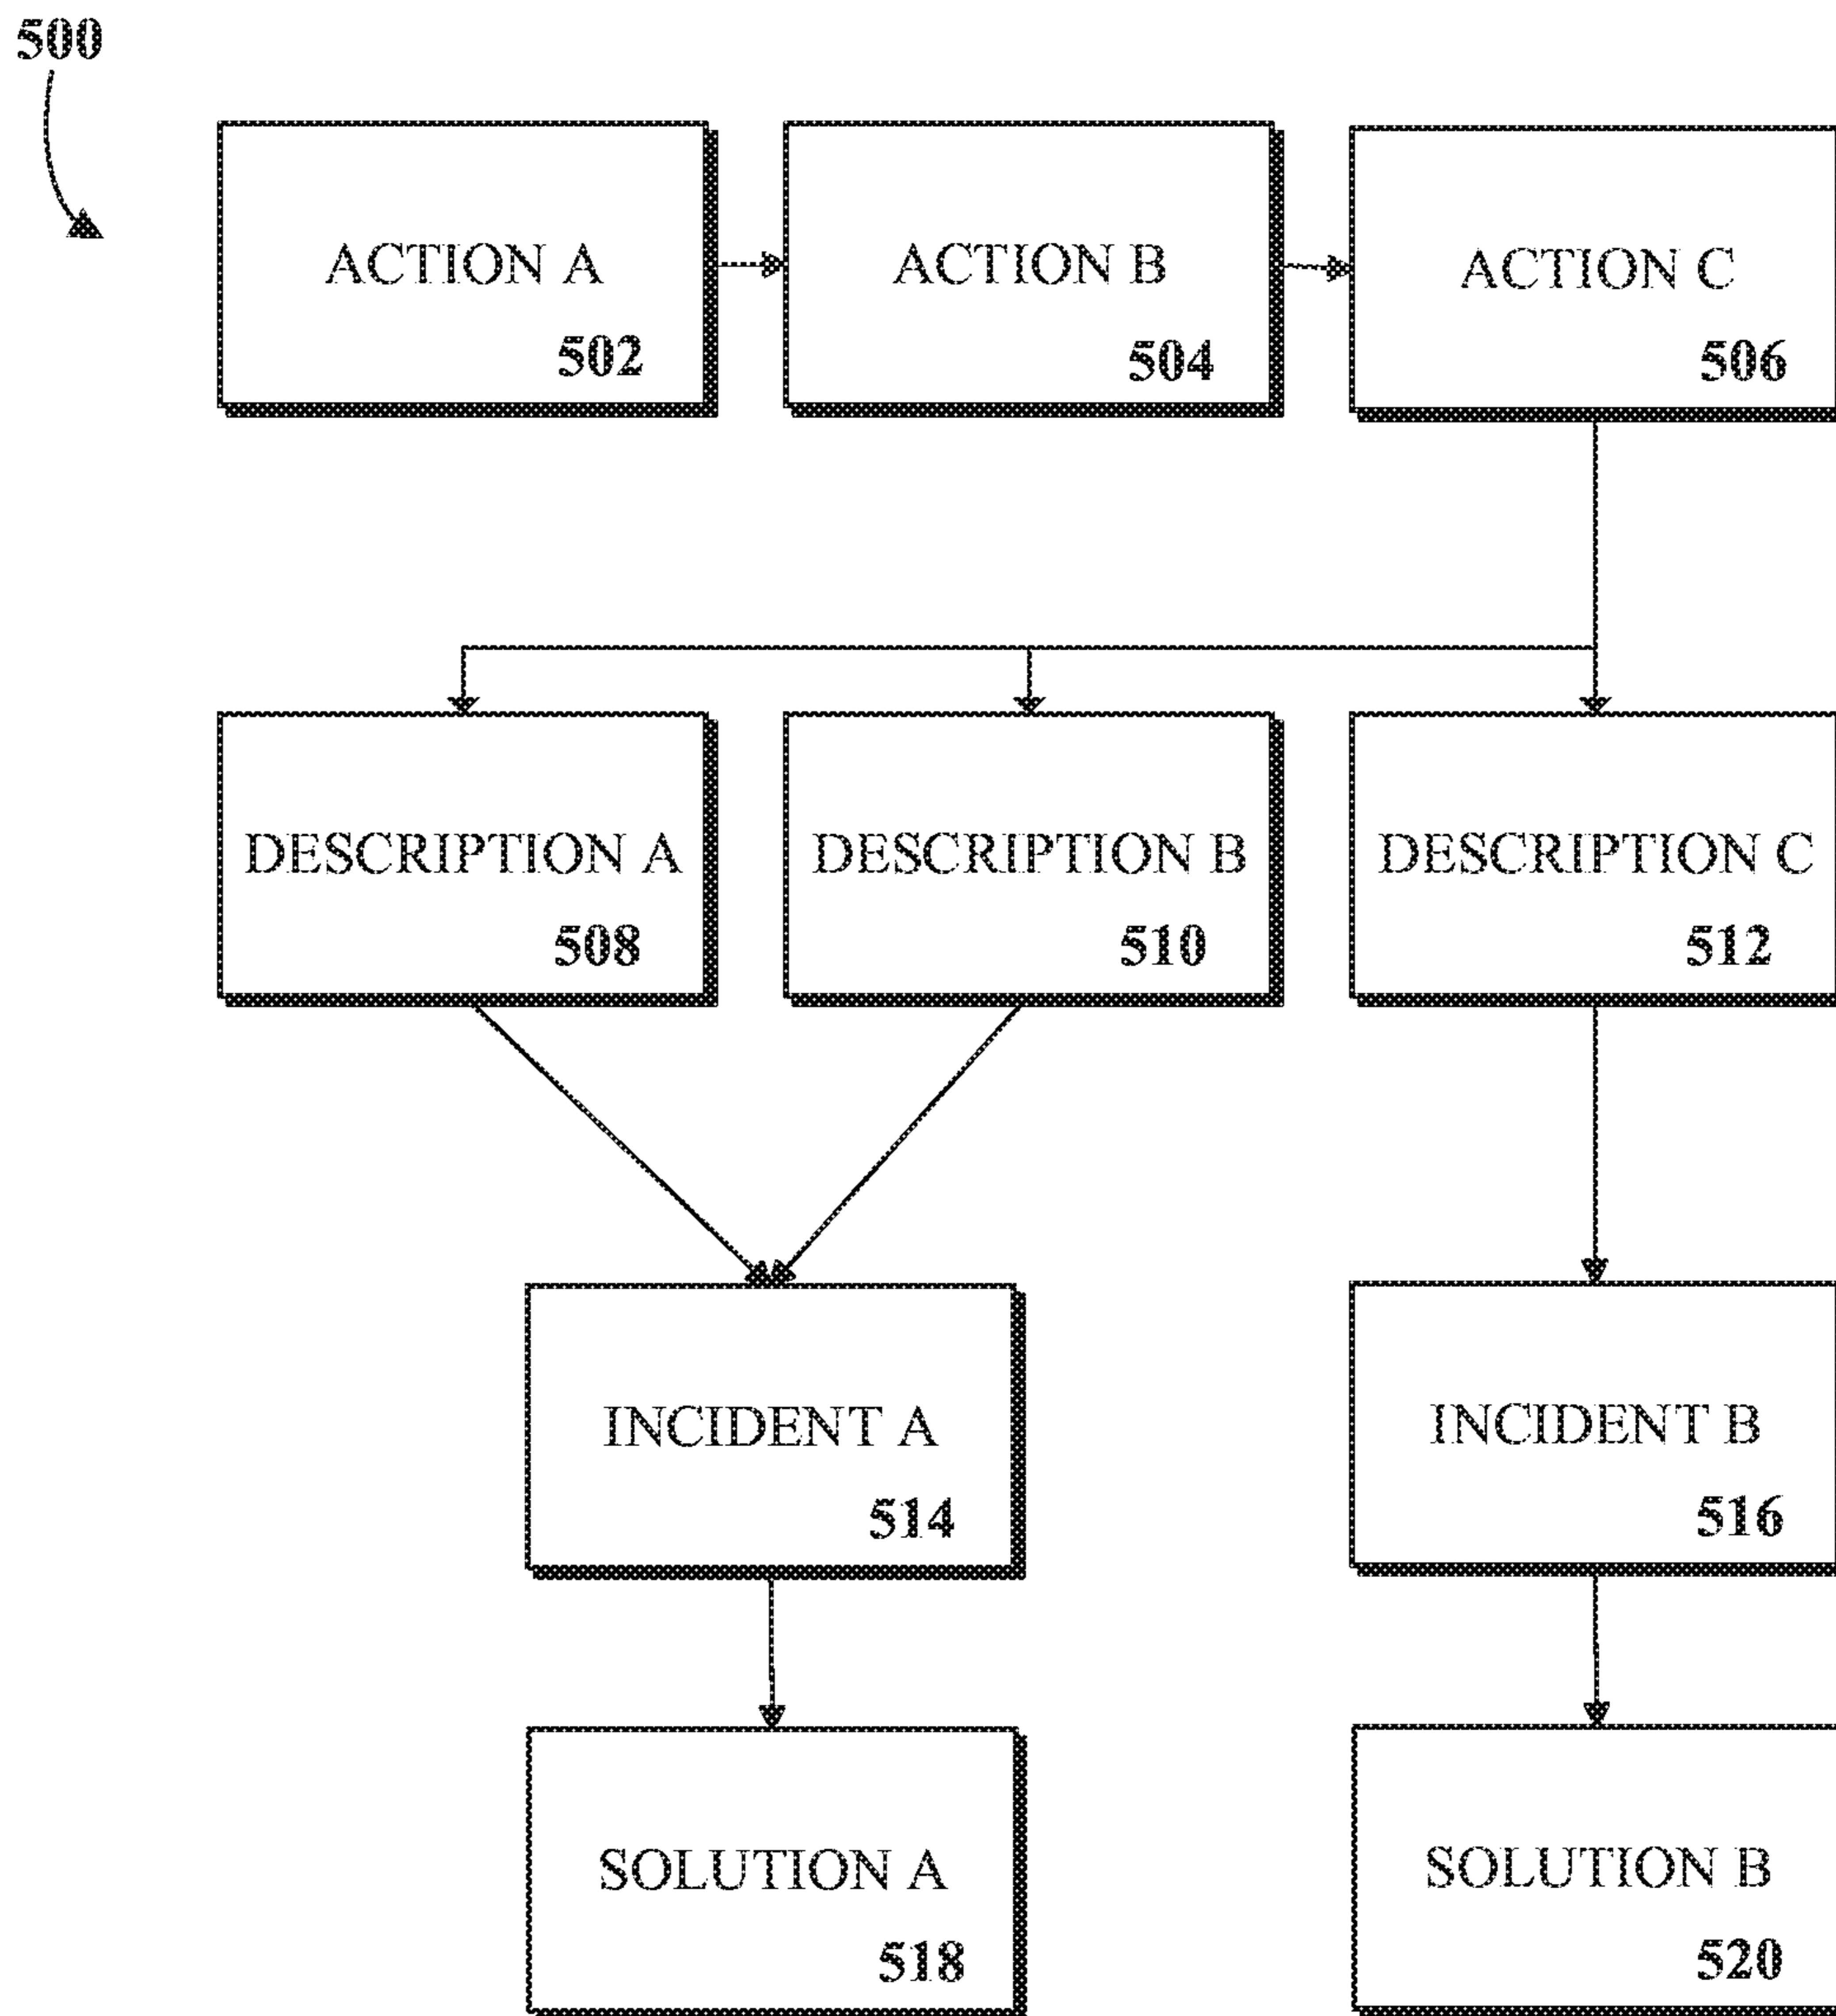 500
ACTION A
502
ACTION B
504
ACTION C
506
DESCRIPTION A
508
DESCRIPTION B
510
DESCRIPTION C
512
INCIDENT A
514
INCIDENT B
516
SOLUTION A
518
SOLUTION B
520